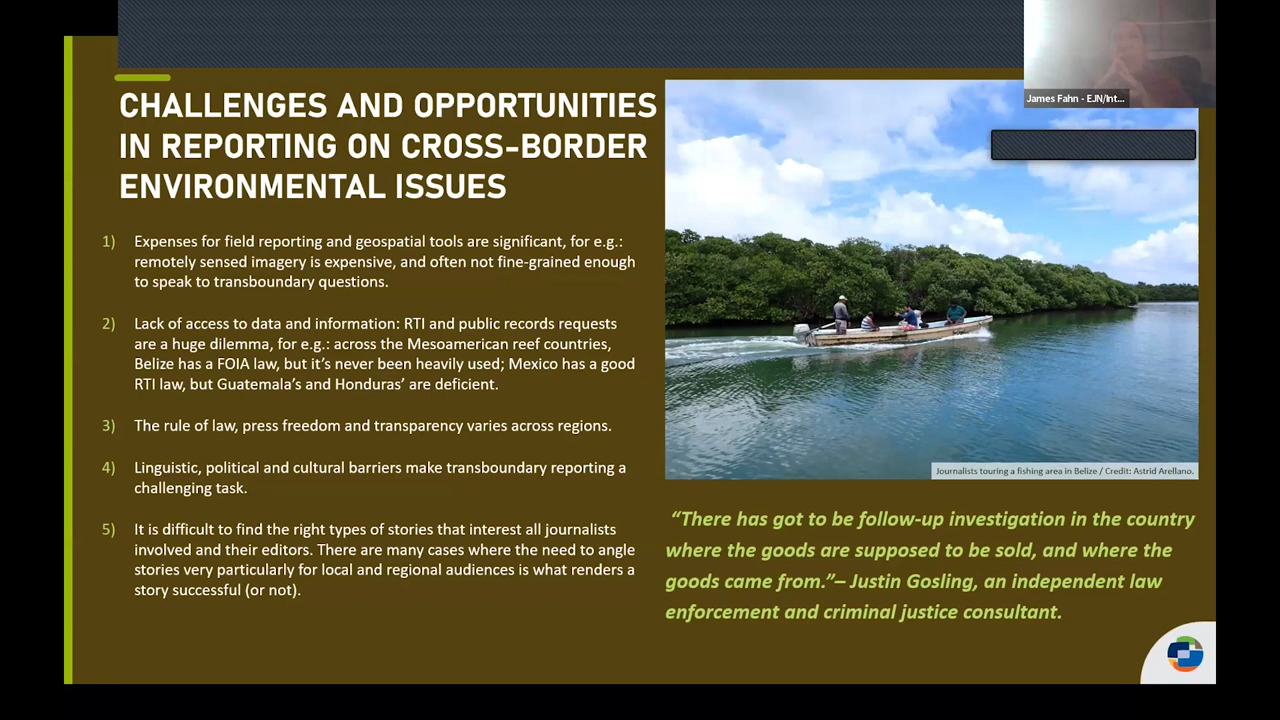 James Fahn - EJN/Int...
CHALLENGES AND OPPORTUNITIES
IN REPORTING ON CROSS-BORDER
ENVIRONMENTAL ISSUES
1) Expenses for field reporting and geospatial tools are significant, for e.g.:
remotely sensed imagery is expensive, and often not fine-grained enough
to speak to transboundary questions.
2) Lack of access to data and information: RTI and public records requests
are a huge dilemma, for e.g.: across the Mesoamerican reef countries,
Belize has a FOIA law, but it’s never been heavily used; Mexico has a good
RTI law, but Guatemala’s and Honduras’ are deficient.
3) The rule of law, press freedom and transparency varies across regions.
4) Linguistic, political and cultural barriers make transboundary reporting a
challenging task.
5) It is difficult to find the right types of stories that interest all journalists
involved and their editors. There are many cases where the need to angle
stories very particularly for local and regional audiences is what renders a
story successful (or not).
Journalists touring a fishing area in Belize / Credit: Astrid Arellano.
“There has got to be follow-up investigation in the country
where the goods are supposed to be sold, and where the
goods came from.”– Justin Gosling, an independent law
enforcement and criminal justice consultant.